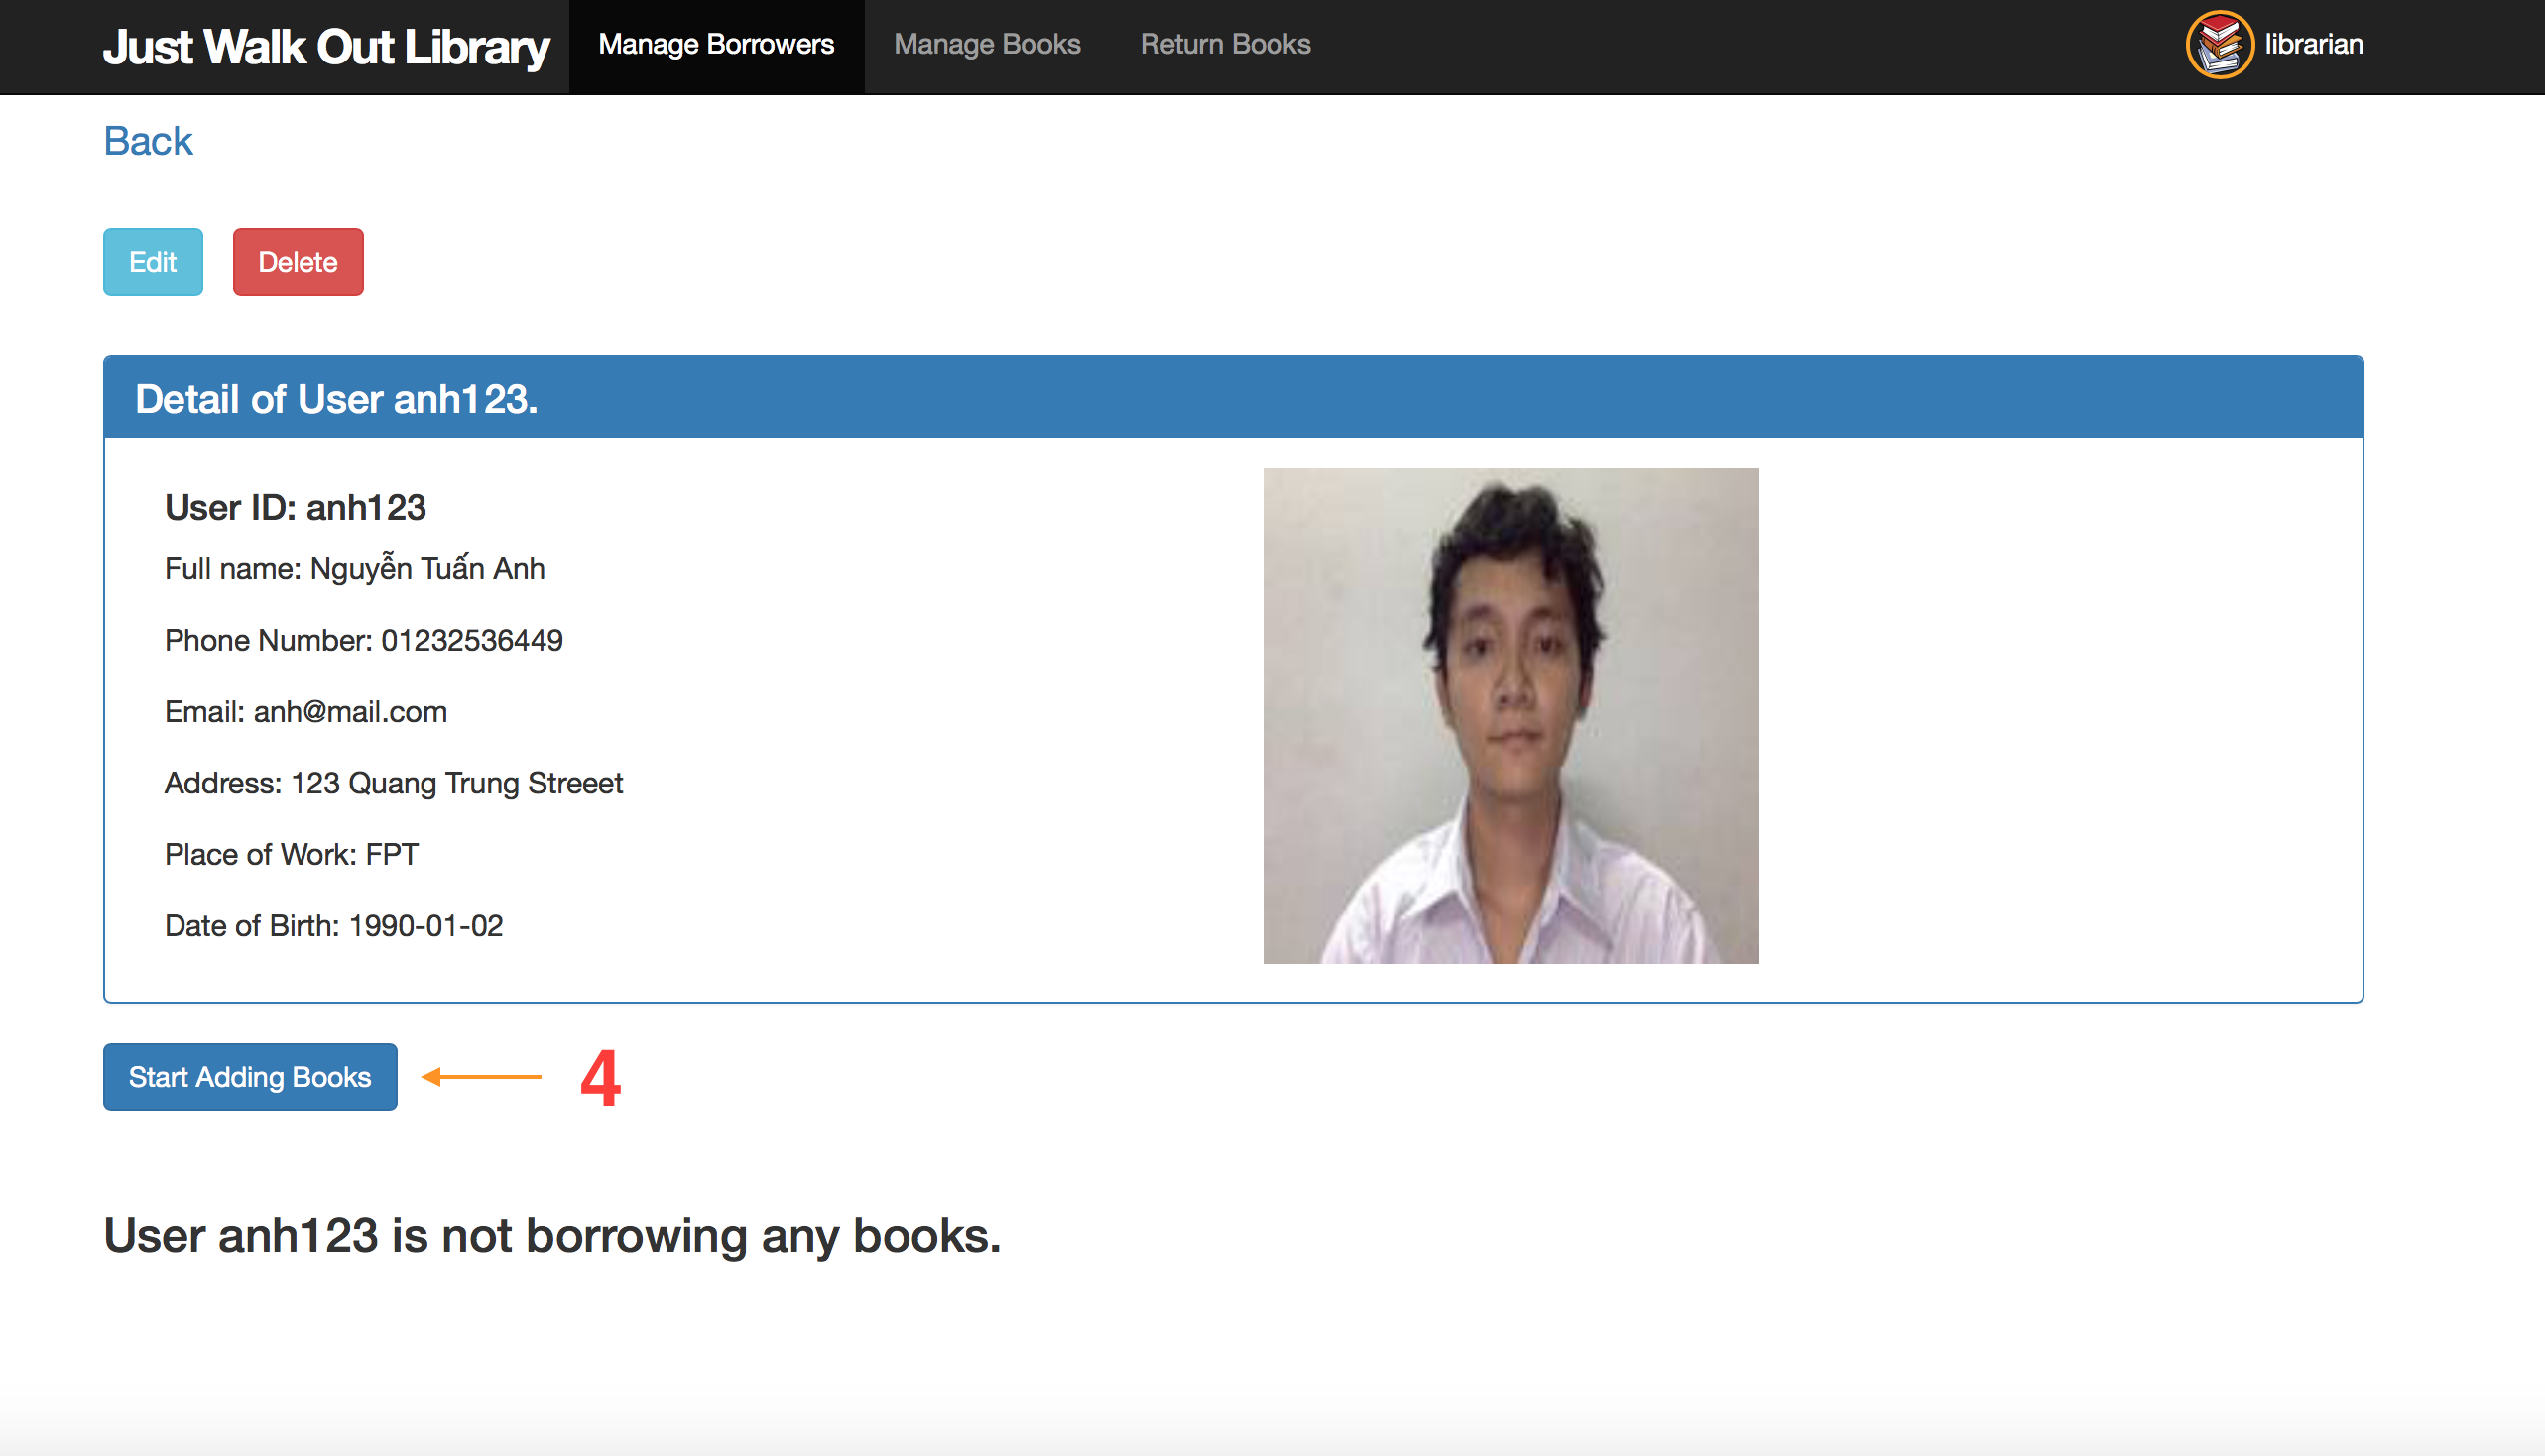 Just Walk Out Library Manage Borrowers Manage Books Return Books librarian
Back
Edit Delete
Detail of User anh123.
User ID: anh123
Full name: Nguyễn Tuấn Anh
Phone Number: 01232536449
Email: anh@mail.com
Address: 123 Quang Trung Streeet
Place of Work: FPT
Date of Birth: 1990-01-02
Start Adding Books 4
User anh123 is not borrowing any books.